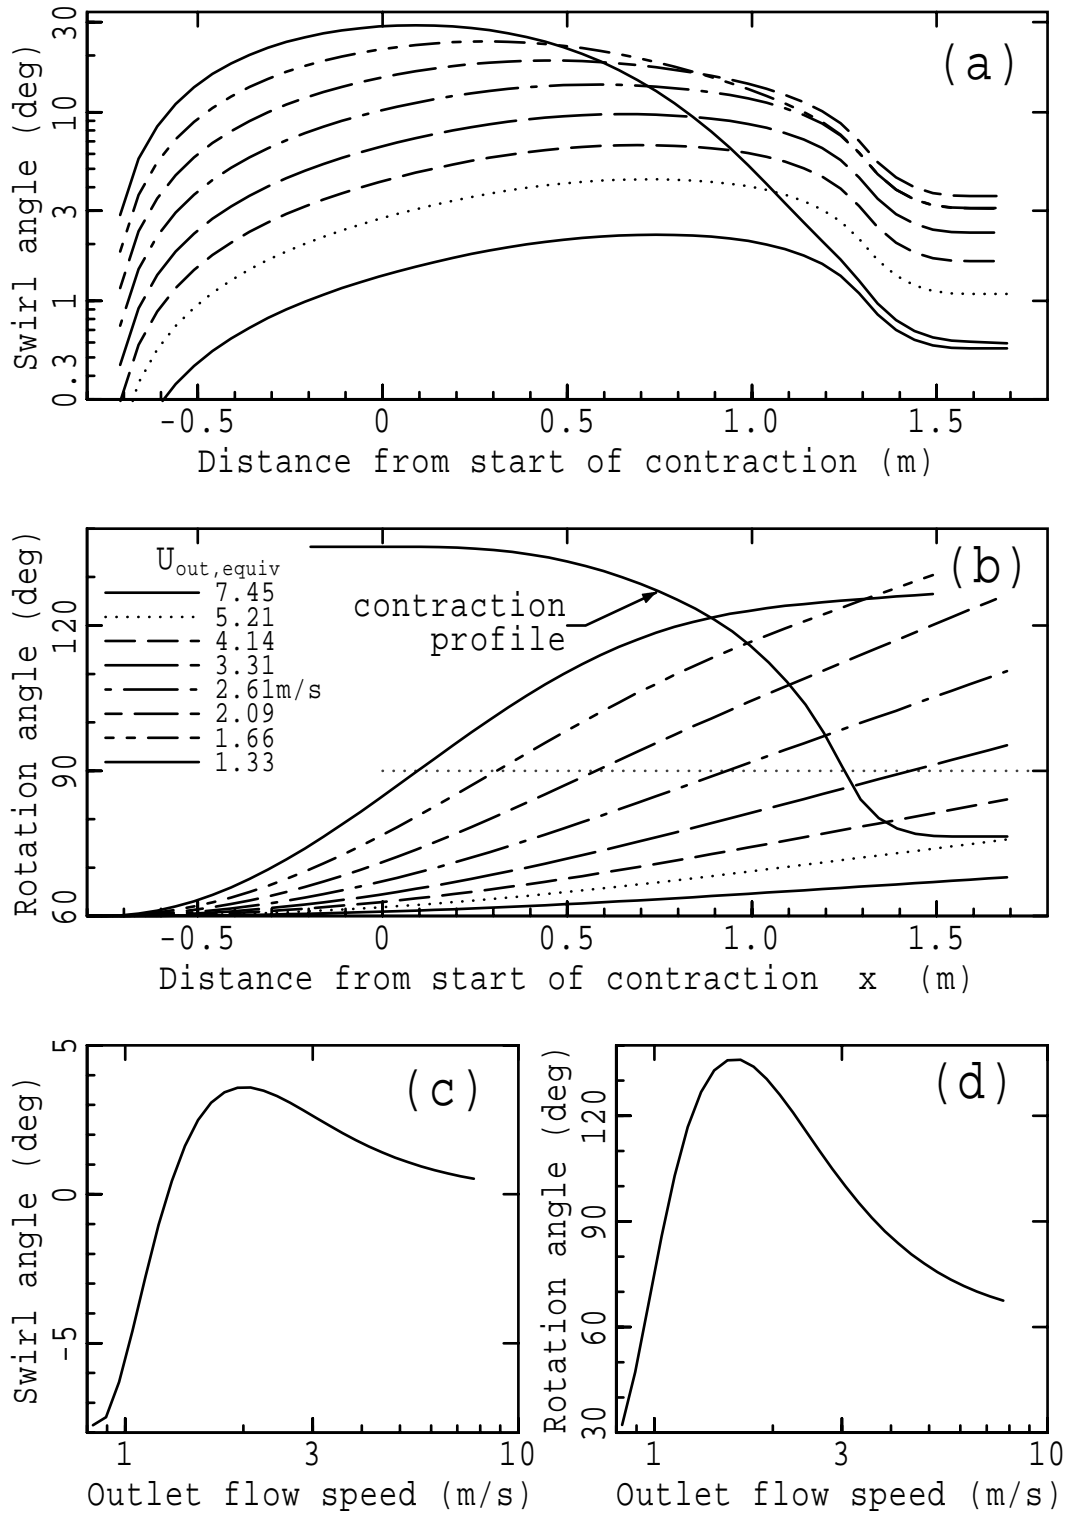 (a)
Swirl angle (deg)
30
10
3
1
0.3
-0.5 0 0.5 1.0 1.5
Distance from start of contraction (m)
(b)
Rotation angle (deg)
120
90
60
Uout,equiv
7.45
5.21
4.14
3.31
2.61m/s
2.09
1.66
1.33
contraction
profile
-0.5 0 0.5 1.0 1.5
Distance from start of contraction x (m)
(c)
Swirl angle (deg)
5
0
-5
1 3 10
Outlet flow speed (m/s)
(d)
Rotation angle (deg)
120
90
60
30
1 3 10
Outlet flow speed (m/s)